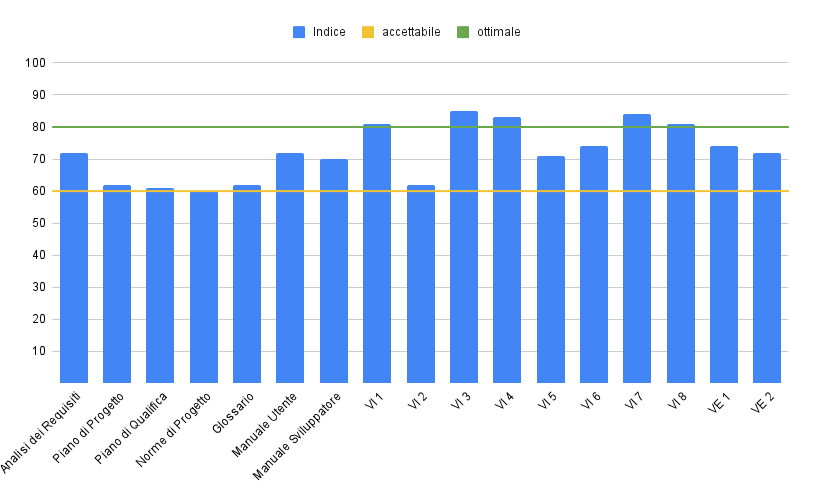 Indice accettabile ottimale
100
90
80
70
60
50
40
30
20
10
Analisi dei Requisiti
Piano di Progetto
Piano di Qualifica
Norme di Progetto
Glossario
Manuale Utente
Manuale Sviluppatore
VI 1
VI 2
VI 3
VI 4
VI 5
VI 6
VI 7
VI 8
VE 1
VE 2